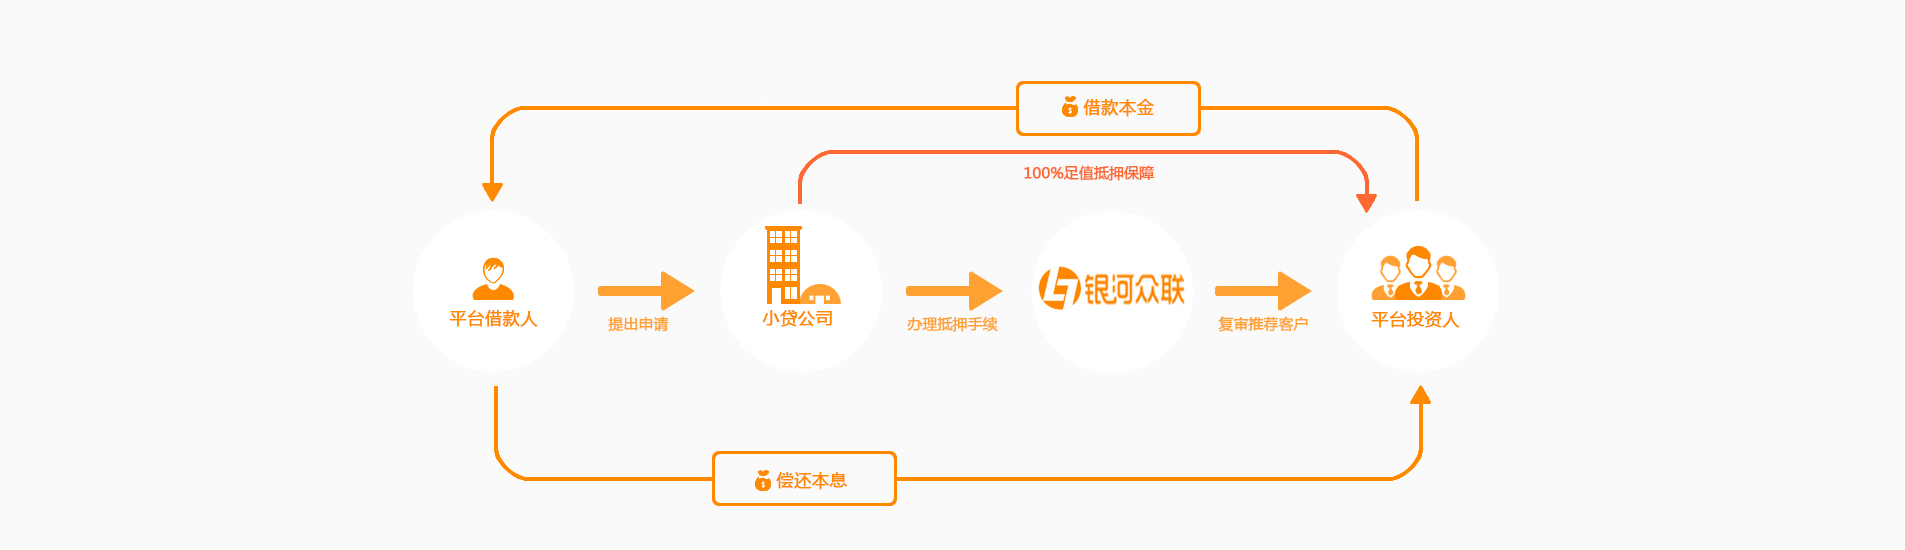 借款本金
100%足值抵押保障
平台借款人
提出申请
小贷公司
办理抵押手续
银河众联
复审推荐客户
平台投资人
偿还本息